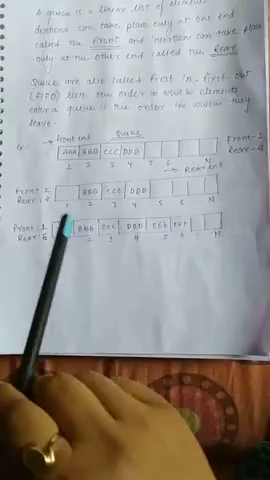 A queue is a linear list of elements
deletions can take place only at one end
called the Front and insertion can take place
only at the other end called the Rear.
Queues are also called first in first out
(FIFO) lists the order in which elements
enter a queue is the order in which they
leave.
Queue
Front end
AAA BBB CCC DDD
Front - 1
Rear - 4
1 2 3 4 5 6 ... N
Rear end
Front: 2
Rear : 4
BBB CCC DDD
1 2 3 4 5 6 ... N
Rear : 6
BBB CCC DDD EEE FFF
2 3 4 5 6 ... N